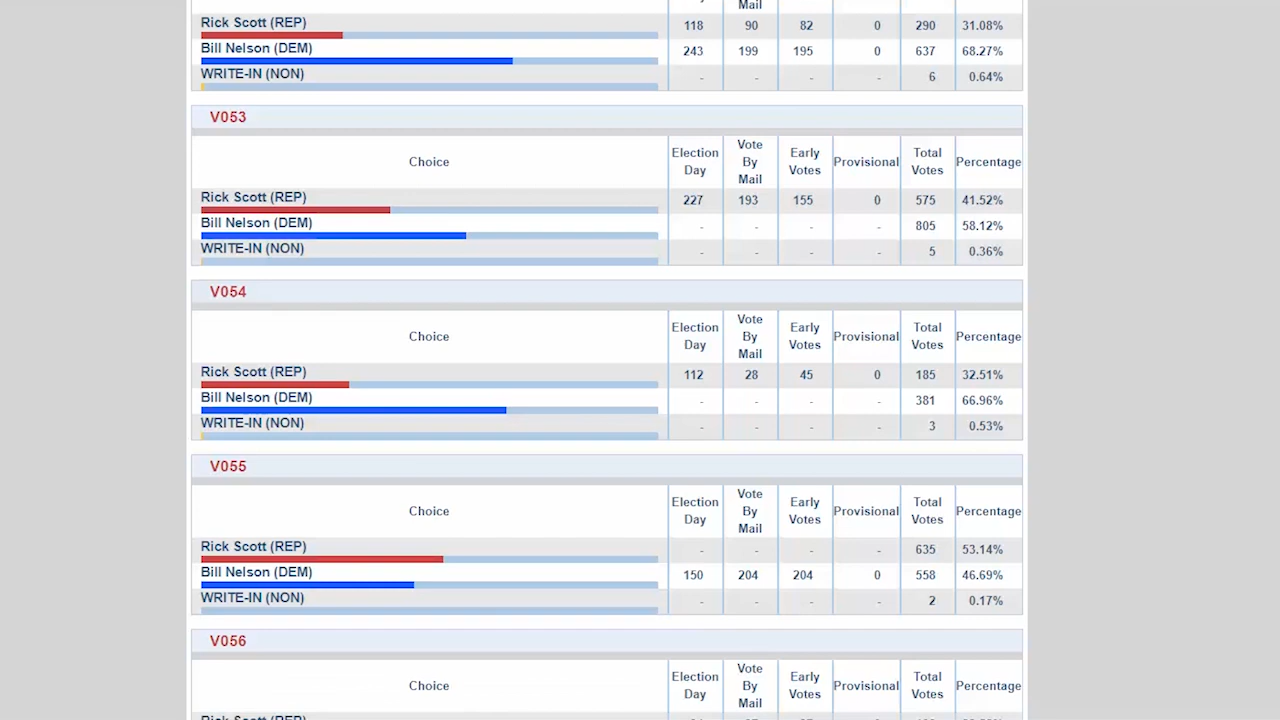 Mail
Rick Scott (REP) 118 90 82 0 290 31.08%
Bill Nelson (DEM) 243 199 195 0 637 68.27%
WRITE-IN (NON) - - - - 6 0.64%
V053
Choice Election Day Vote By Mail Early Votes Provisional Total Votes Percentage
Rick Scott (REP) 227 193 155 0 575 41.52%
Bill Nelson (DEM) - - - - 805 58.12%
WRITE-IN (NON) - - - - 5 0.36%
V054
Choice Election Day Vote By Mail Early Votes Provisional Total Votes Percentage
Rick Scott (REP) 112 28 45 0 185 32.51%
Bill Nelson (DEM) - - - - 381 66.96%
WRITE-IN (NON) - - - - 3 0.53%
V055
Choice Election Day Vote By Mail Early Votes Provisional Total Votes Percentage
Rick Scott (REP) - - - - 635 53.14%
Bill Nelson (DEM) 150 204 204 0 558 46.69%
WRITE-IN (NON) - - - - 2 0.17%
V056
Choice Election Day Vote By Mail Early Votes Provisional Total Votes Percentage
Rick Scott (REP)